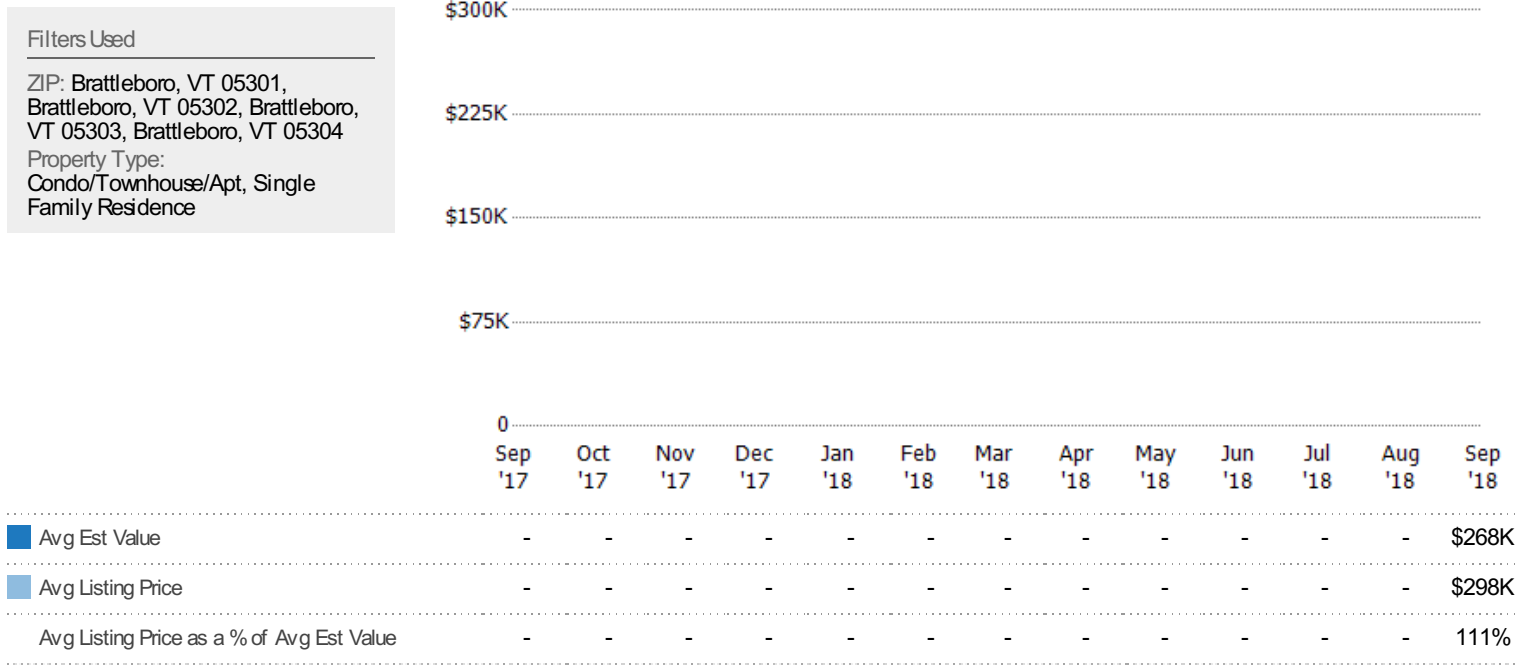 Filters Used
ZIP: Brattleboro, VT 05301,
Brattleboro, VT 05302, Brattleboro,
VT 05303, Brattleboro, VT 05304
Property Type:
Condo/Townhouse/Apt, Single
Family Residence
$300K
$225K
$150K
$75K
0
Sep Oct Nov Dec Jan Feb Mar Apr May Jun Jul Aug Sep
'17 '17 '17 '17 '18 '18 '18 '18 '18 '18 '18 '18 '18
Avg Est Value - - - - - - - - - - - - $268K
Avg Listing Price - - - - - - - - - - - - $298K
Avg Listing Price as a % of Avg Est Value - - - - - - - - - - - - 111%